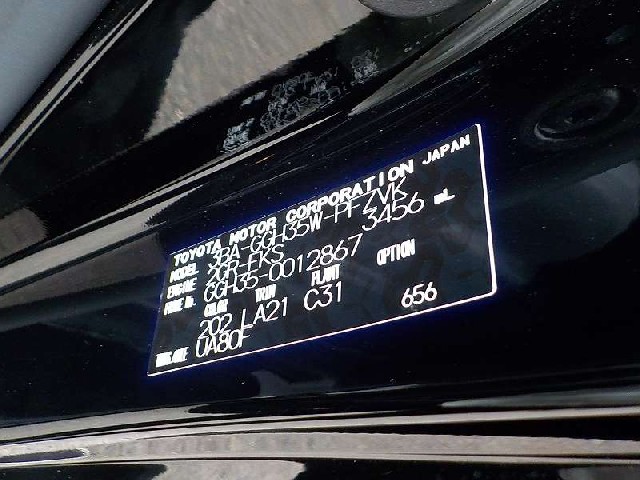 TOYOTA MOTOR CORPORATION JAPAN
MODEL 3BA-GGH35W-PFZVK
ENGINE 2GR-FKS 3456 mL
FRAME No. GGH35-0012867
COLOR TRIM PLANT OPTION
202 LA21 C31 656
TRANS./AXLE UA80F